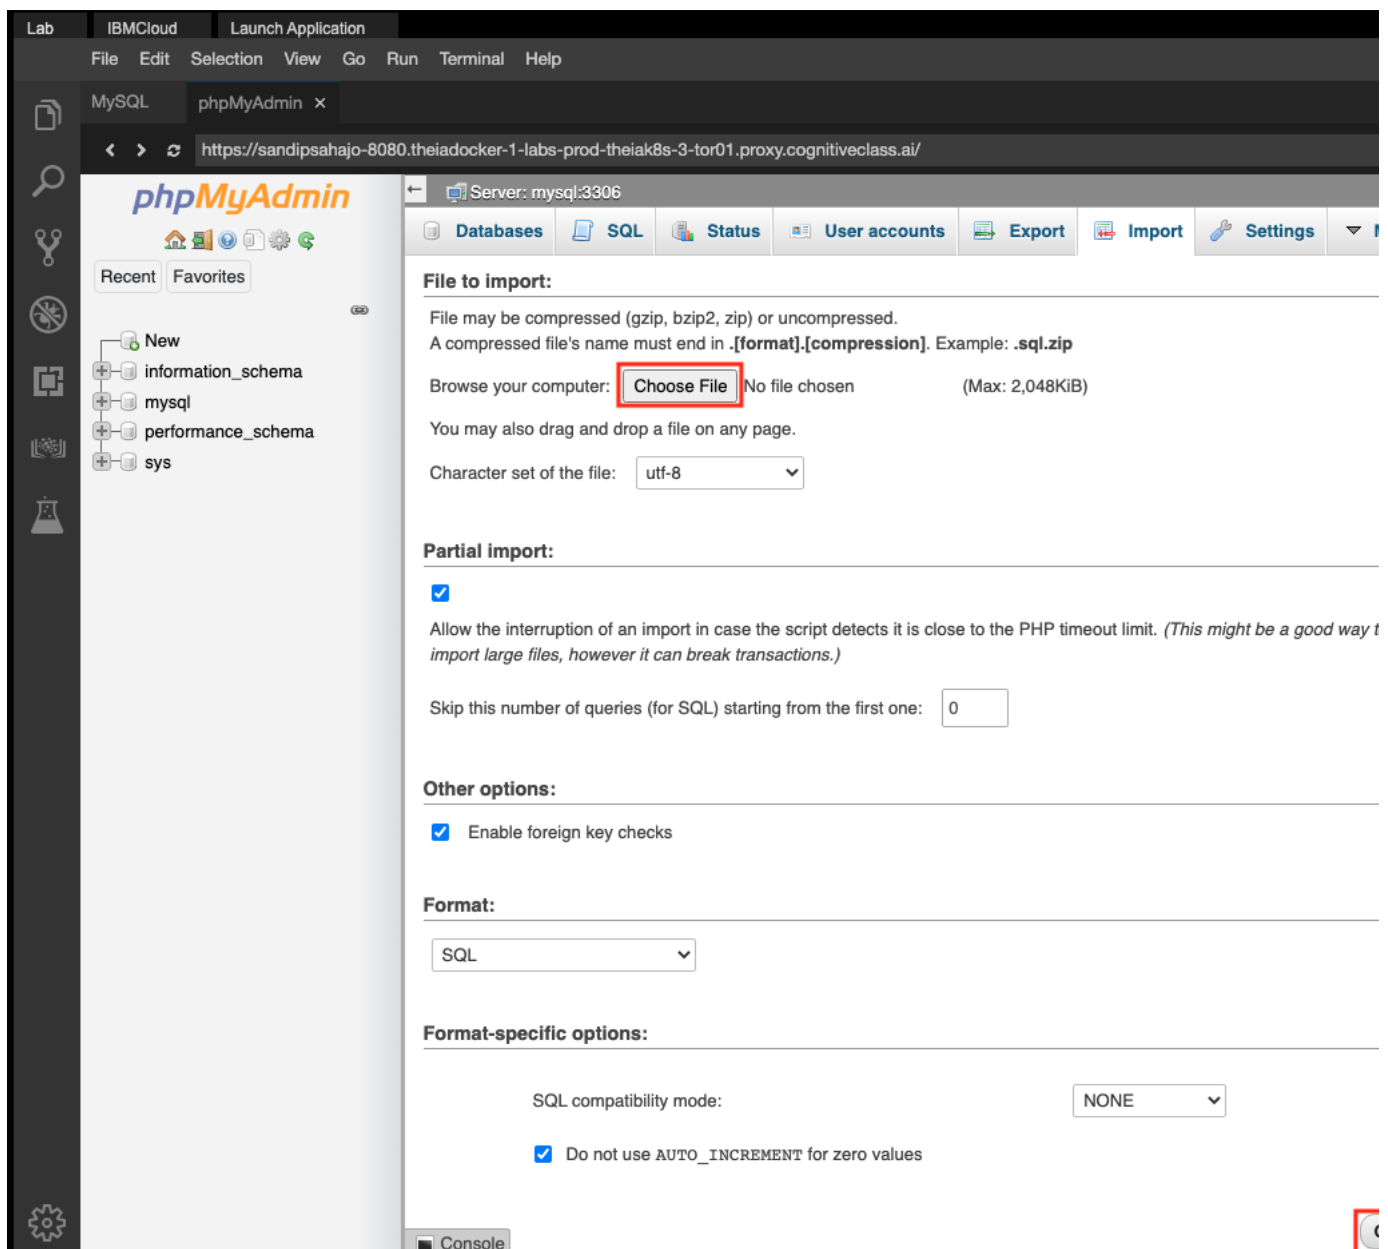 Lab IBMCloud Launch Application
File Edit Selection View Go Run Terminal Help
MySQL phpMyAdmin ×
https://sandipsahajo-8080.theiadocker-1-labs-prod-theiak8s-3-tor01.proxy.cognitiveclass.ai/
phpMyAdmin
Recent Favorites
New
information_schema
mysql
performance_schema
sys
Server: mysql:3306
Databases SQL Status User accounts Export Import Settings
File to import:
File may be compressed (gzip, bzip2, zip) or uncompressed.
A compressed file's name must end in .[format].[compression]. Example: .sql.zip
Browse your computer: Choose File No file chosen (Max: 2,048KiB)
You may also drag and drop a file on any page.
Character set of the file: utf-8
Partial import:
Allow the interruption of an import in case the script detects it is close to the PHP timeout limit. (This might be a good way
import large files, however it can break transactions.)
Skip this number of queries (for SQL) starting from the first one: 0
Other options:
Enable foreign key checks
Format:
SQL
Format-specific options:
SQL compatibility mode: NONE
Do not use AUTO_INCREMENT for zero values
Console